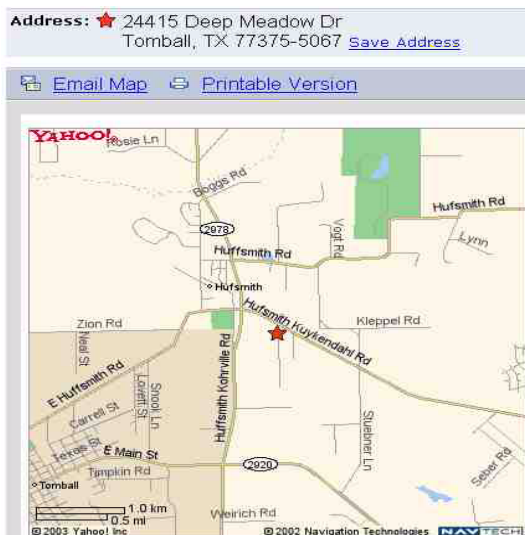 Address: 24415 Deep Meadow Dr
Tomball, TX 77375-5067 Save Address
Email Map Printable Version
YAHOO!
Rosie Ln
Boggs Rd
2978
Hufsmith Rd
Vogt Rd
Lynn
Huffsmith Rd
Hufsmith
Hufsmith Kuykendahl Rd
Zion Rd
Kleppel Rd
Neal St
E Huffsmith Rd
Huffsmith Kohrville Rd
Snook Ln
Lovett St
Carrell St
Stuebner Ln
Texas St
E Main St
2920
Seber Rd
Timpkin Rd
Tomball
1.0 km
0.5 mi
Weirich Rd
©2003 Yahoo! Inc ©2002 Navigation Technologies NAVTECH